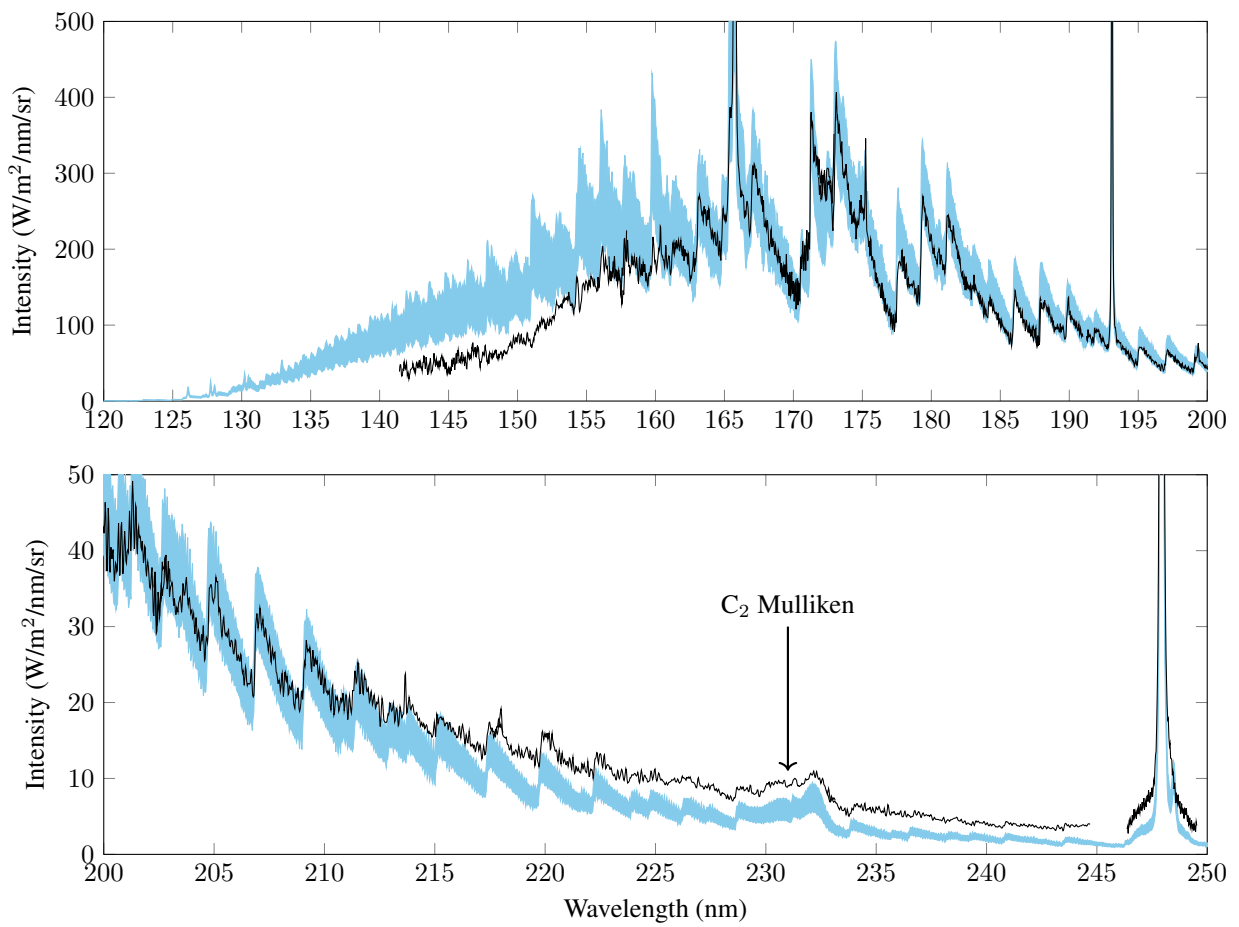 500
400
300
200
100
0
Intensity (W/m²/nm/sr)
120 125 130 135 140 145 150 155 160 165 170 175 180 185 190 195 200
50
40
30
20
10
0
Intensity (W/m²/nm/sr)
C₂ Mulliken
200 205 210 215 220 225 230 235 240 245 250
Wavelength (nm)